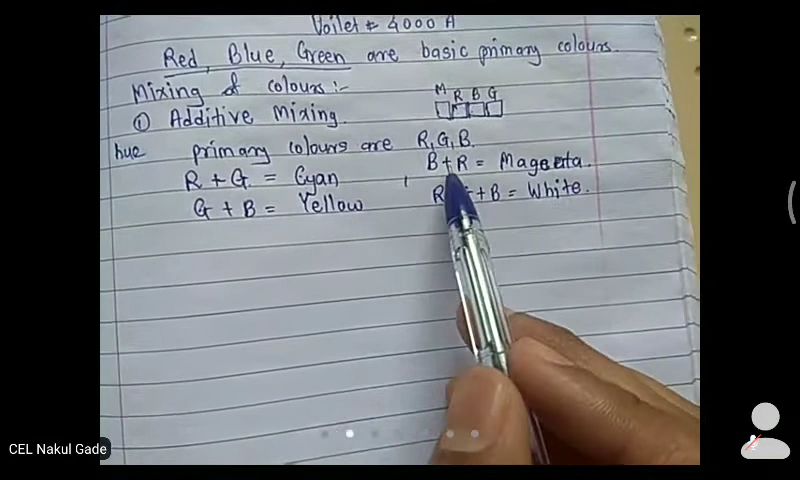 Voilet ≠ 4000 A
Red, Blue, Green are basic primary colours.
Mixing of colours :-
M R B G
① Additive Mixing.
hue primary colours are R, G, B.
R + G = Cyan , B + R = Magenta.
G + B = Yellow R + B = White.
CEL Nakul Gade